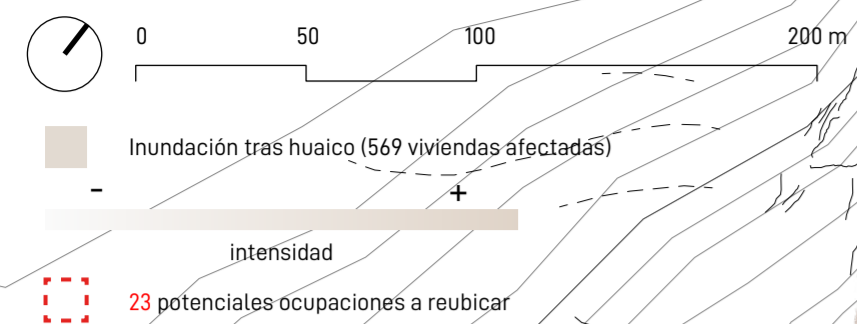 0 50 100 200 m
Inundación tras huaico (569 viviendas afectadas)
- +
intensidad
23 potenciales ocupaciones a reubicar